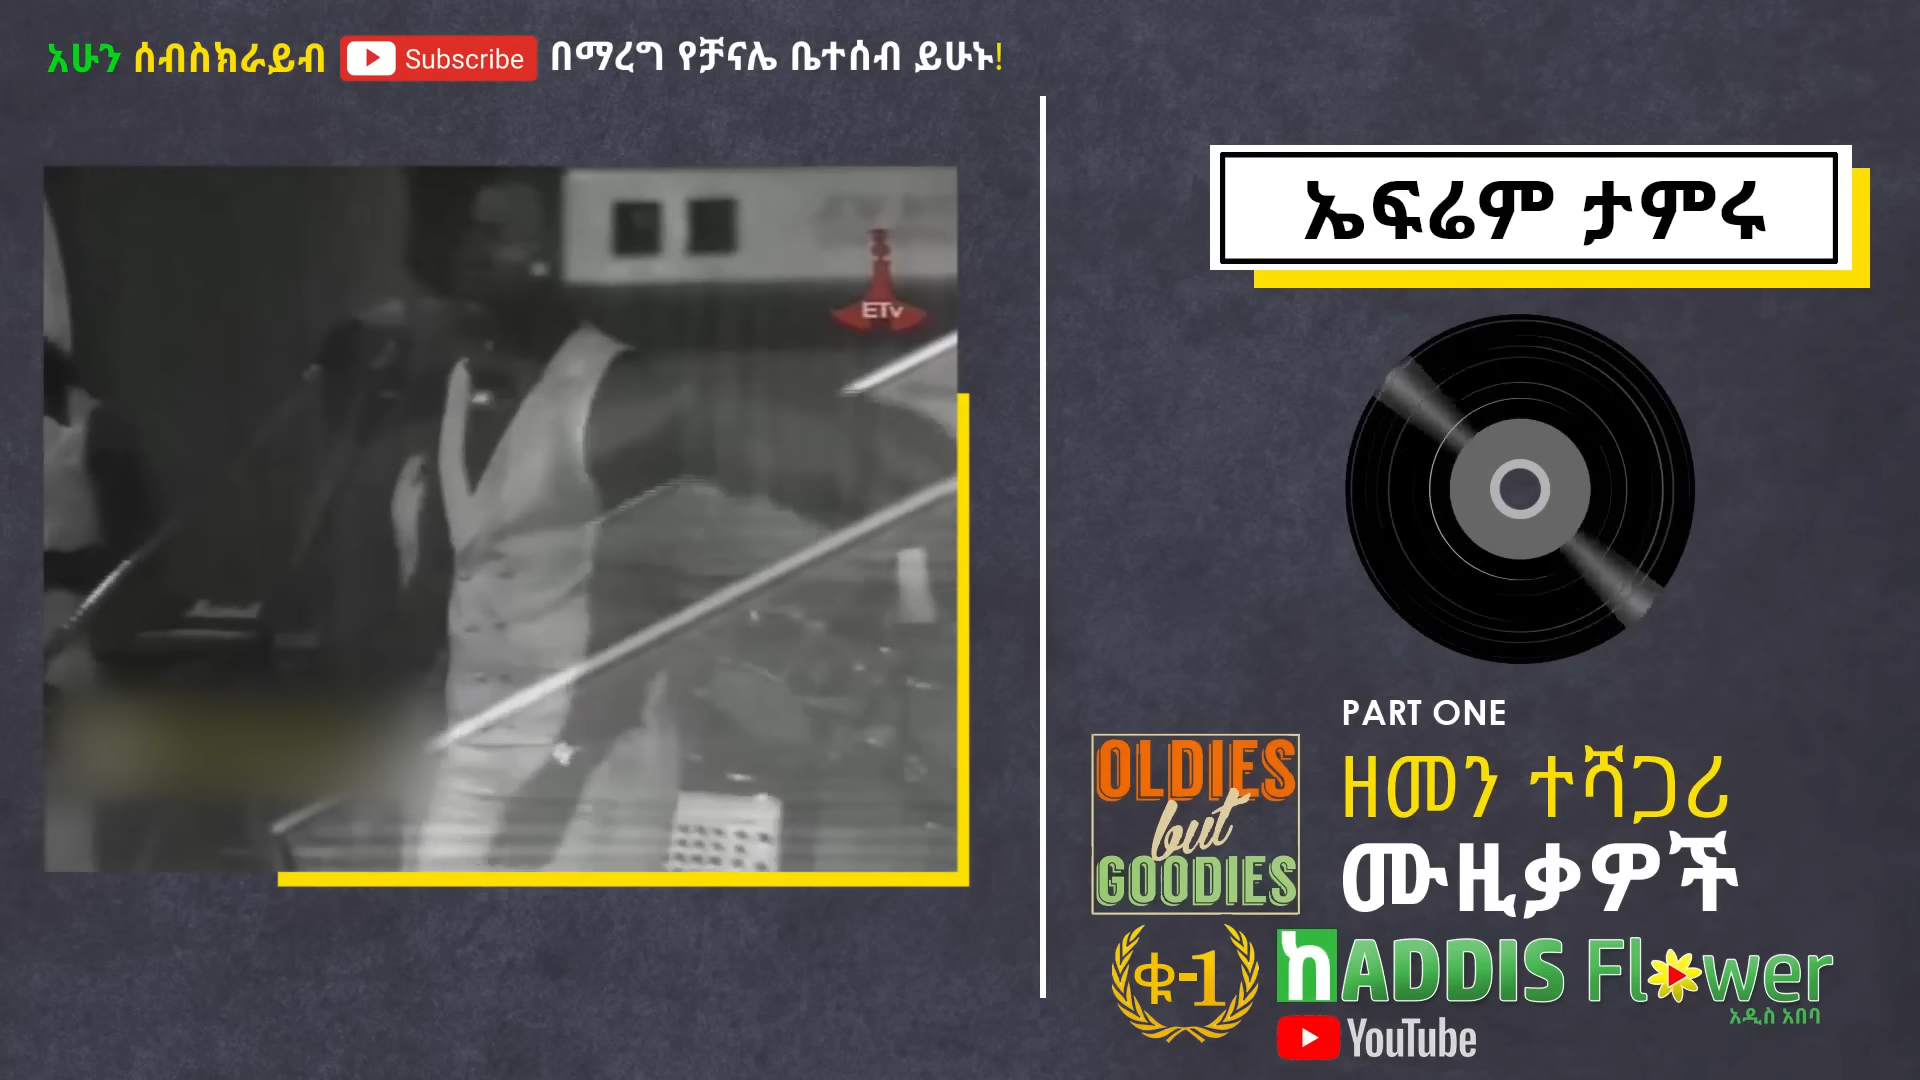 አሁን ሰብስክራይብ Subscribe በማረግ የቻናሌ ቤተሰብ ይሁኑ!
ETv
ኤፍሬም ታምሩ
PART ONE
ዘመን ተሻጋሪ
ሙዚቃዎች
OLDIES
but
GOODIES
ቁ-1
ከADDIS Flower
አዲስ አበባ
YouTube